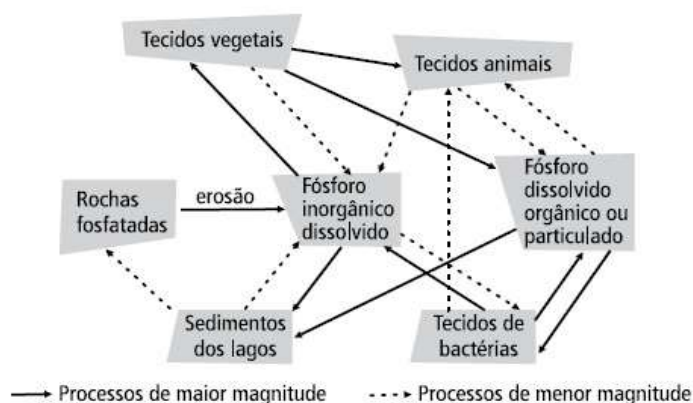 Tecidos vegetais
Tecidos animais
Rochas
fosfatadas
erosão
Fósforo
inorgânico
dissolvido
Fósforo
dissolvido
orgânico ou
particulado
Sedimentos
dos lagos
Tecidos de
bactérias
Processos de maior magnitude
Processos de menor magnitude